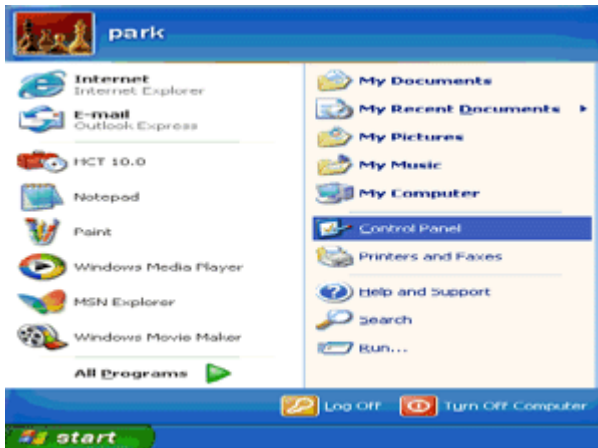 park
Internet
Internet Explorer
E-mail
Outlook Express
HCT 10.0
Notepad
Paint
Windows Media Player
MSN Explorer
Windows Movie Maker
All Programs
My Documents
My Recent Documents
My Pictures
My Music
My Computer
Control Panel
Printers and Faxes
Help and Support
Search
Run...
Log Off
Turn Off Computer
start